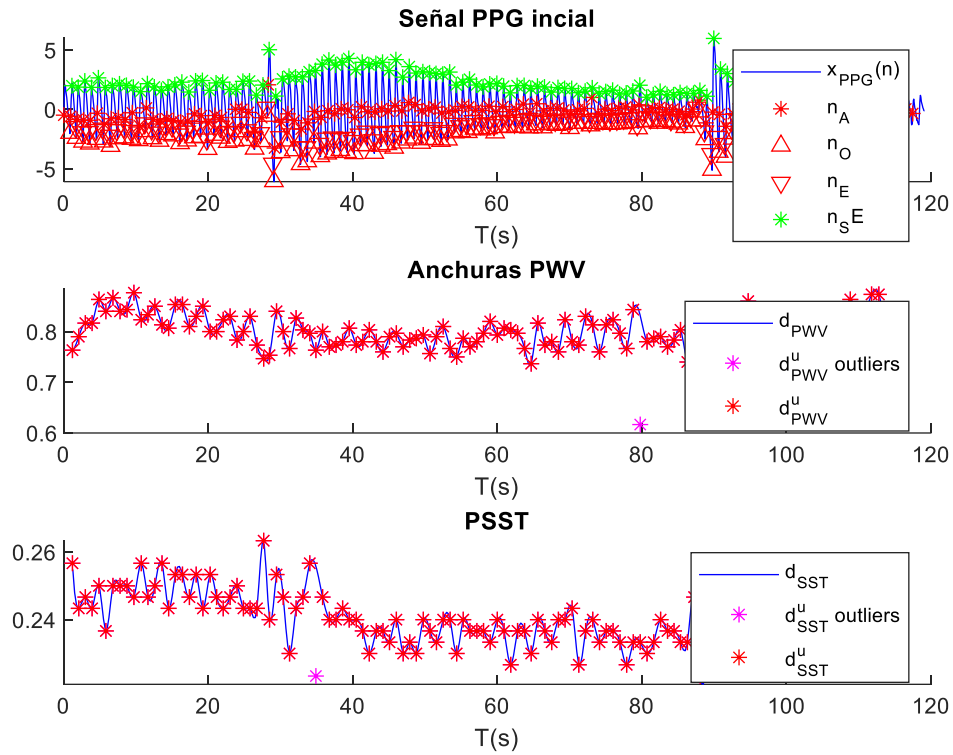 Señal PPG incial
5
0
-5
0 20 40 60 80 100 120
T(s)
x_PPG(n)
n_A
n_O
n_E
n_SE
Anchuras PWV
0.8
0.7
0.6
0 20 40 60 80 100 120
T(s)
d_PWV
d^u_PWV outliers
d^u_PWV
PSST
0.26
0.24
0 20 40 60 80 100 120
T(s)
d_SST
d^u_SST outliers
d^u_SST